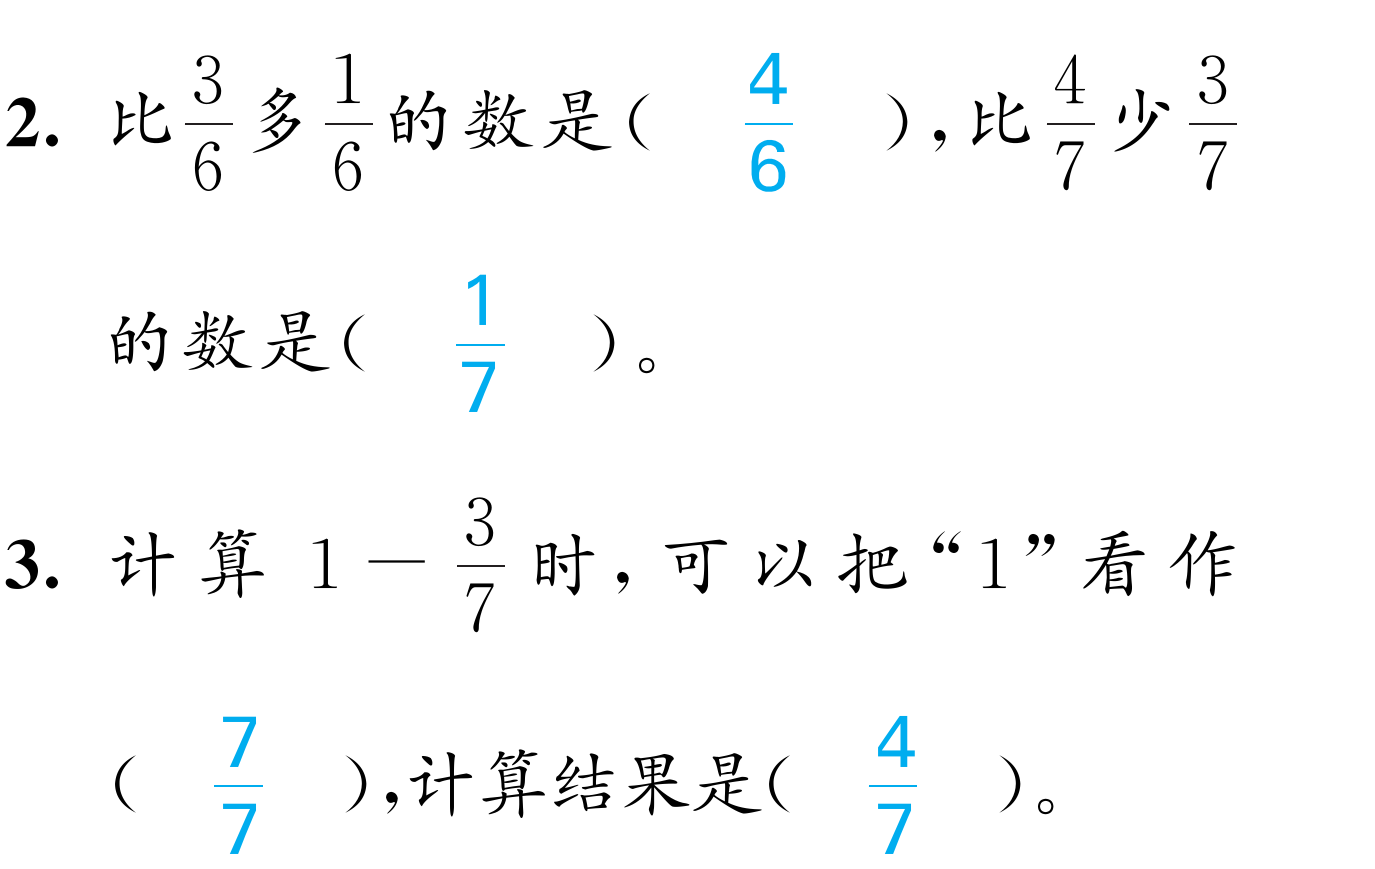 2. 比3/6多1/6的数是( 4/6 ),比4/7少3/7
的数是( 1/7 )。
3. 计算 1－3/7时,可以把“1”看作
( 7/7 ),计算结果是( 4/7 )。